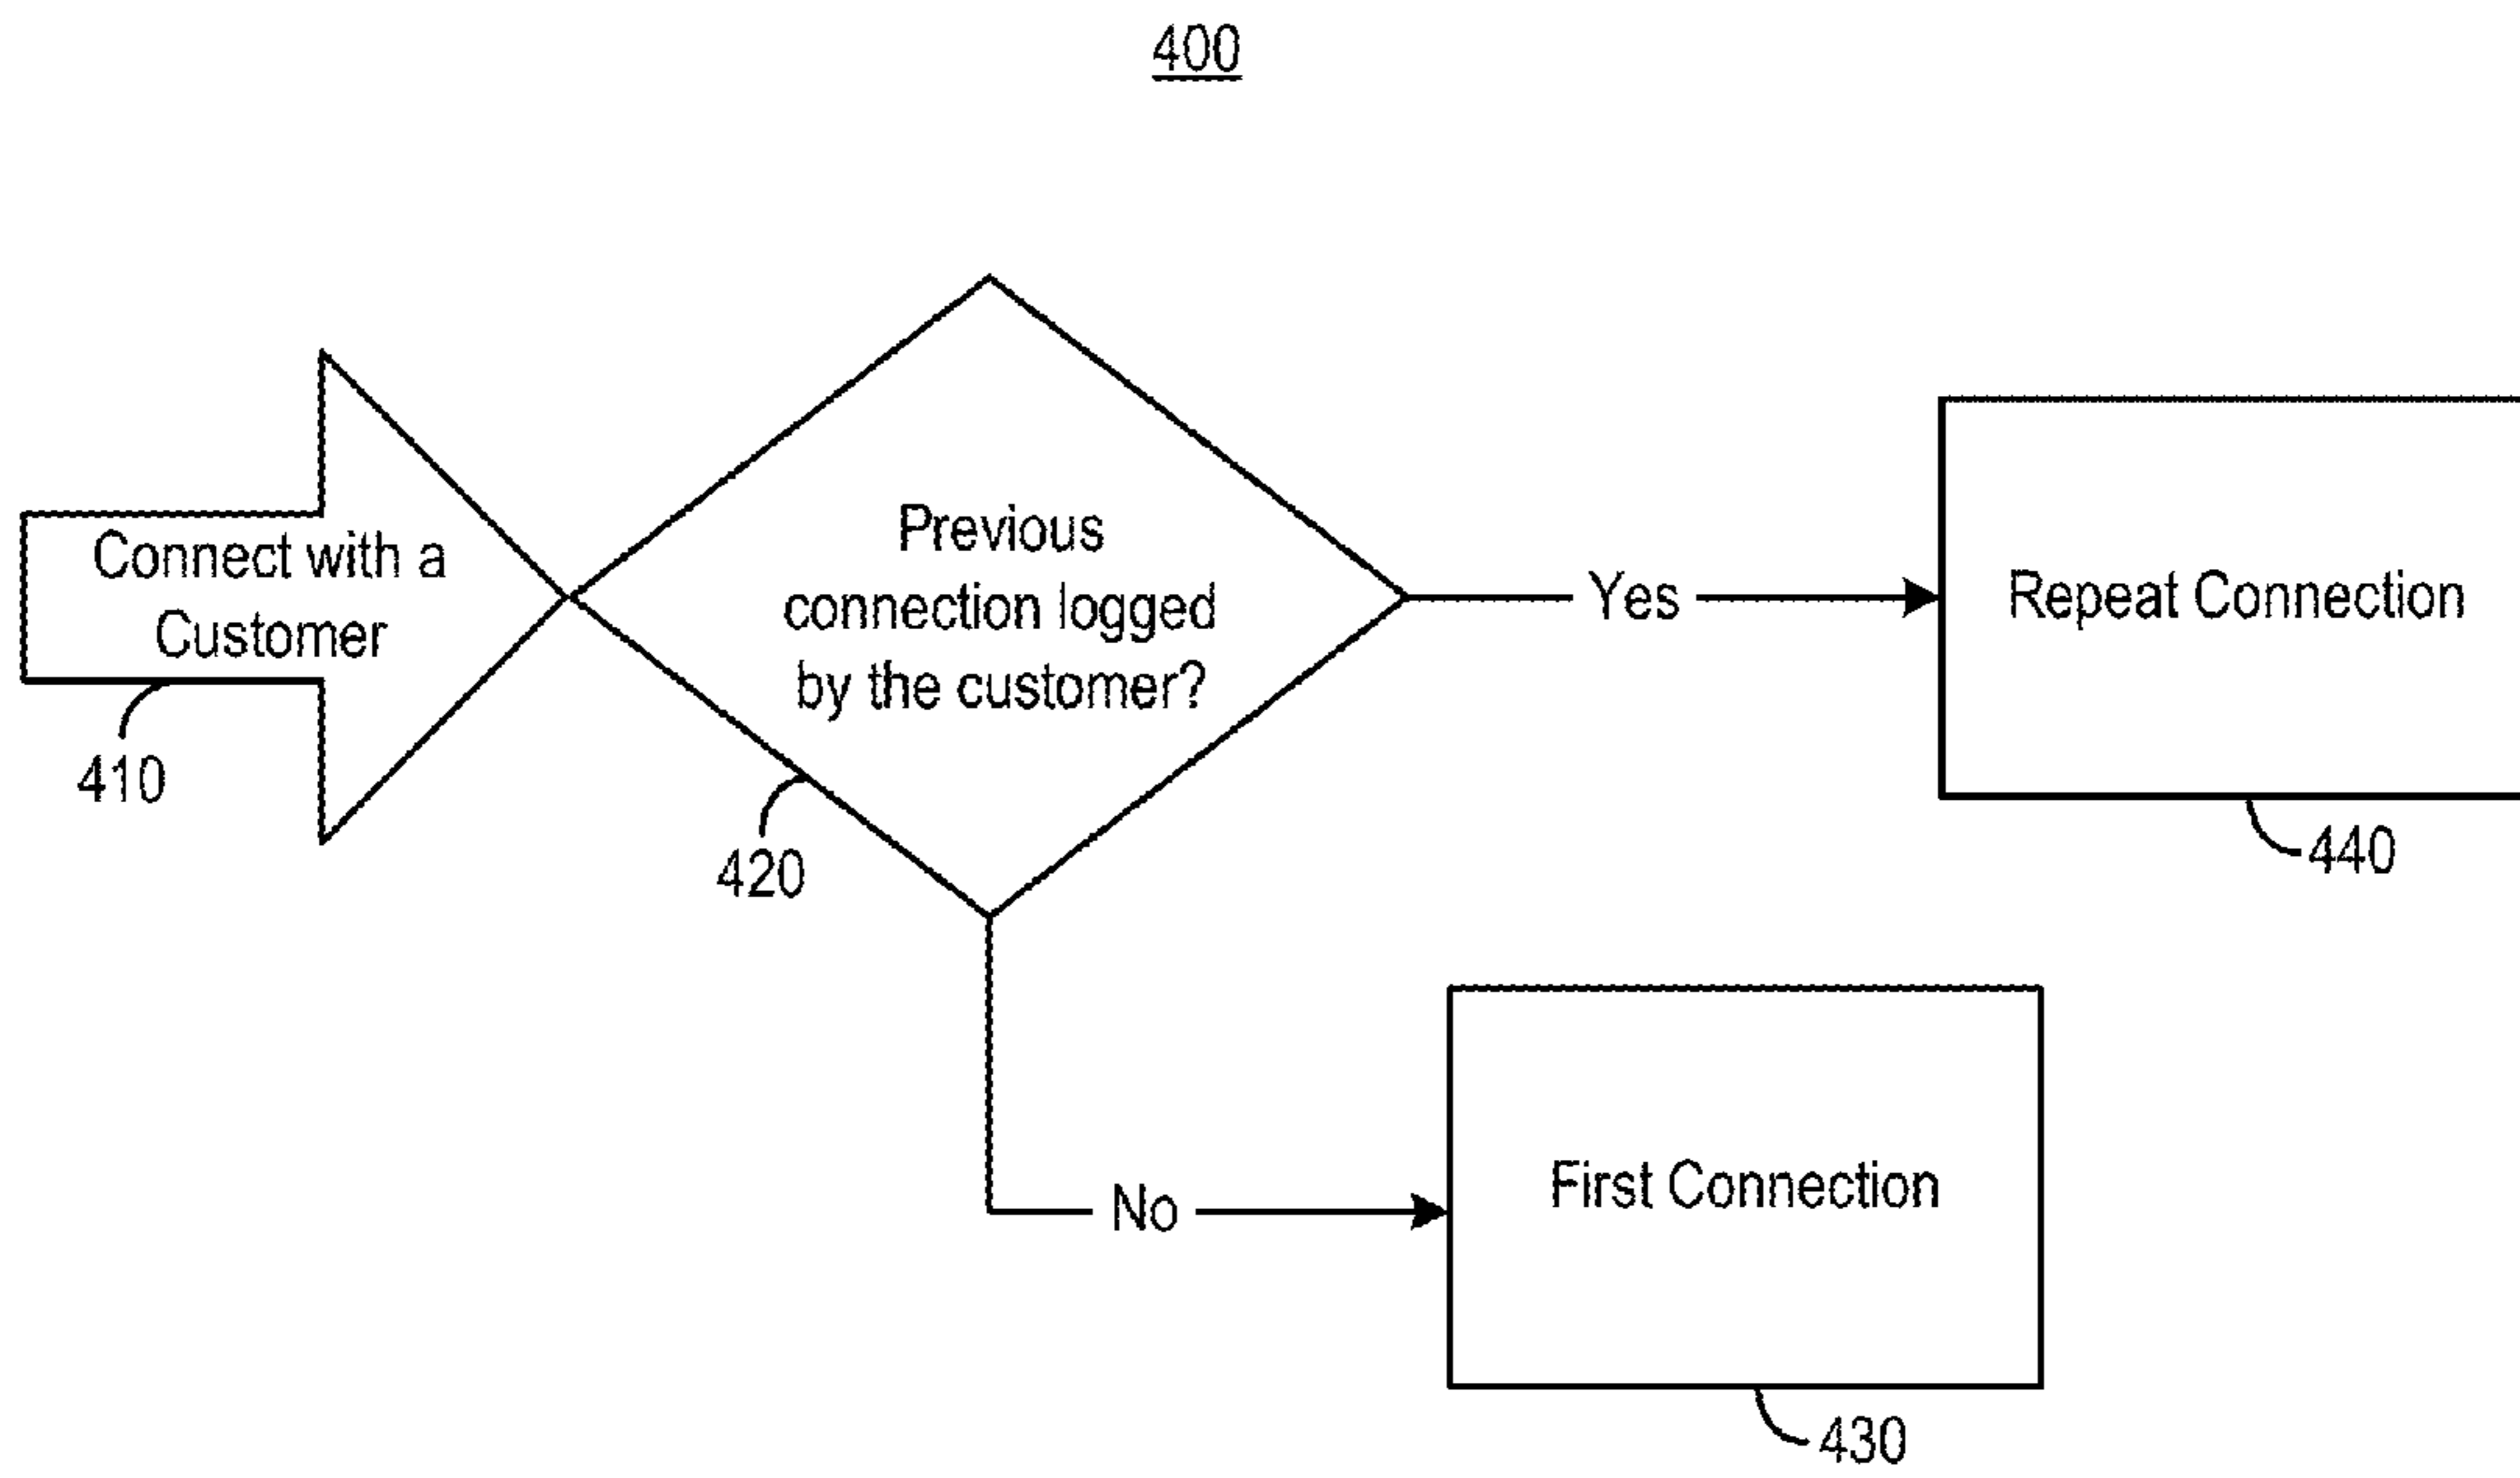 400
Connect with a
Customer
410
Previous
connection logged
by the customer?
420
Yes
Repeat Connection
440
No
First Connection
430